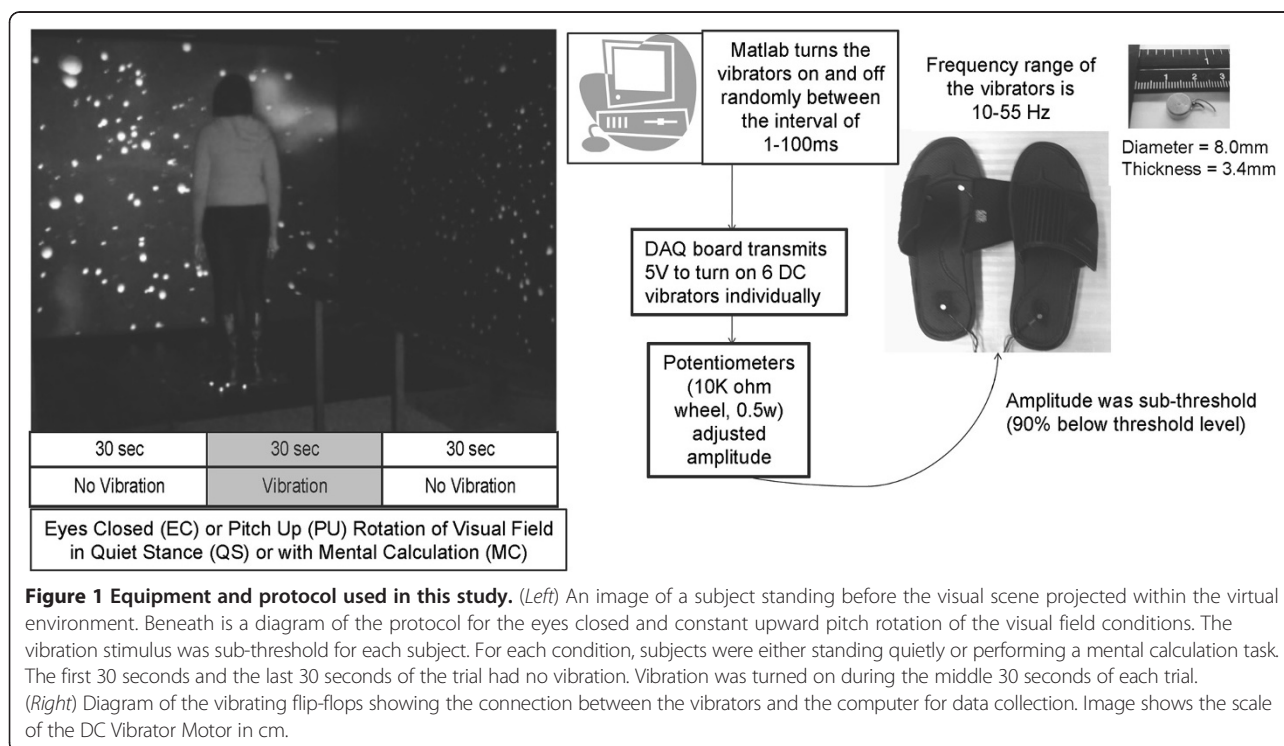 Matlab turns the
vibrators on and off
randomly between
the interval of
1-100ms
DAQ board transmits
5V to turn on 6 DC
vibrators individually
Potentiometers
(10K ohm
wheel, 0.5w)
adjusted
amplitude
Frequency range of
the vibrators is
10-55 Hz
1
1 2 3
Diameter = 8.0mm
Thickness = 3.4mm
Amplitude was sub-threshold
(90% below threshold level)
30 sec 30 sec 30 sec
No Vibration Vibration No Vibration
Eyes Closed (EC) or Pitch Up (PU) Rotation of Visual Field
in Quiet Stance (QS) or with Mental Calculation (MC)
Figure 1 Equipment and protocol used in this study. (Left) An image of a subject standing before the visual scene projected within the virtual
environment. Beneath is a diagram of the protocol for the eyes closed and constant upward pitch rotation of the visual field conditions. The
vibration stimulus was sub-threshold for each subject. For each condition, subjects were either standing quietly or performing a mental calculation task.
The first 30 seconds and the last 30 seconds of the trial had no vibration. Vibration was turned on during the middle 30 seconds of each trial.
(Right) Diagram of the vibrating flip-flops showing the connection between the vibrators and the computer for data collection. Image shows the scale
of the DC Vibrator Motor in cm.